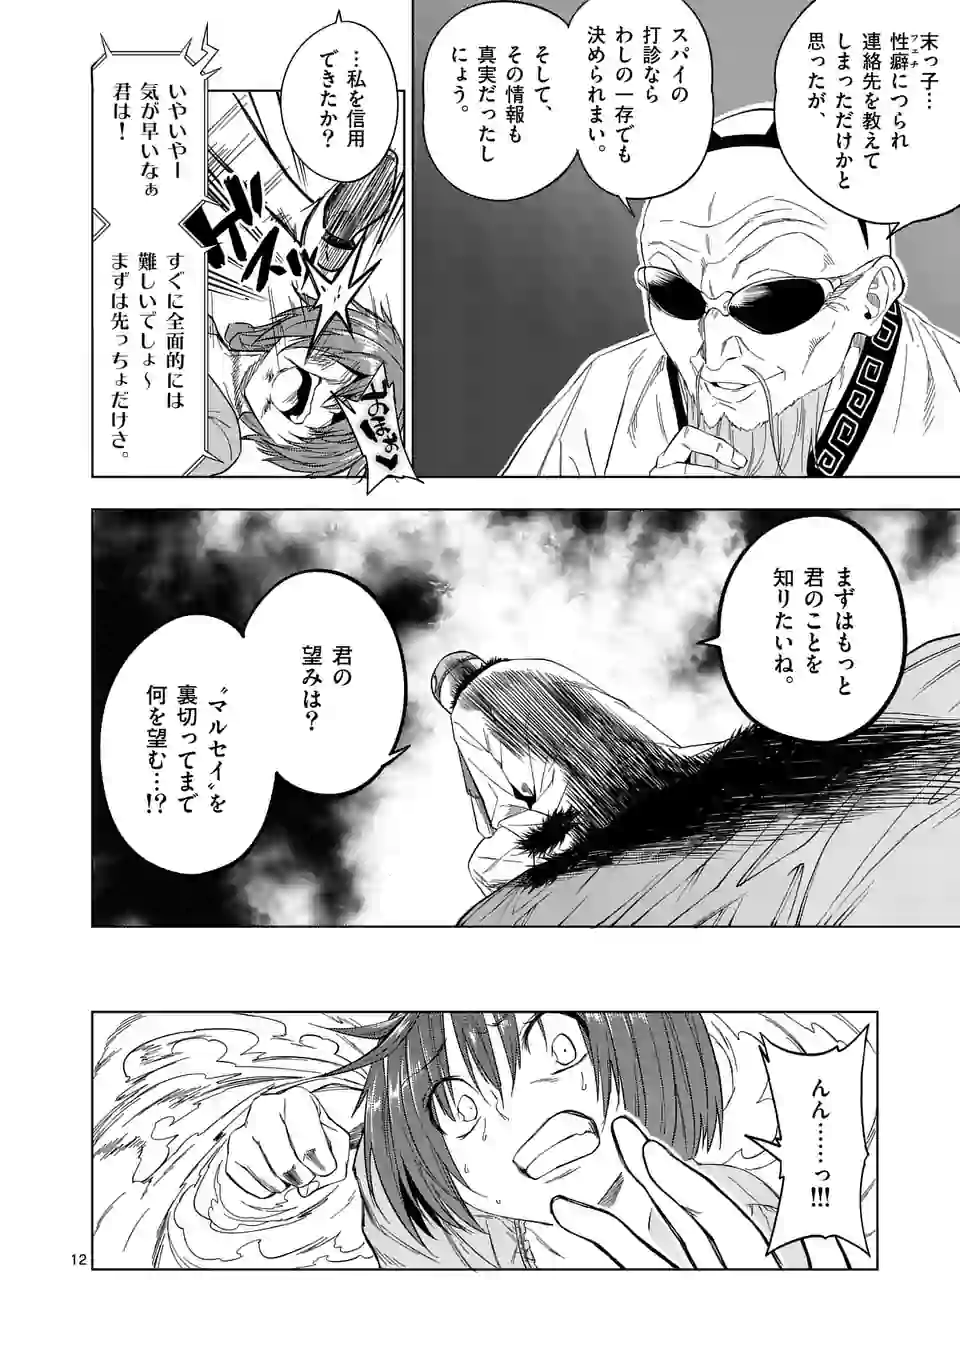 末っ子…
性癖につられ
フェチ
連絡先を教えて
しまっただけかと
思ったが、
スパイの
打診なら
わしの一存でも
決められまい。
そして、
その情報も
真実だったし
にょう。
…私を信用
できたか？
ゲズッ
おほぉ♥
いやいやー
気が早いなぁ
君は！
すぐに全面的には
難しいでしょ～
まずは先っちょだけさ。
まずはもっと
君のことを
知りたいね。
君の
望みは？
〝マルセイ〟を
裏切ってまで
何を望む…!?
んん……っ!!!
12